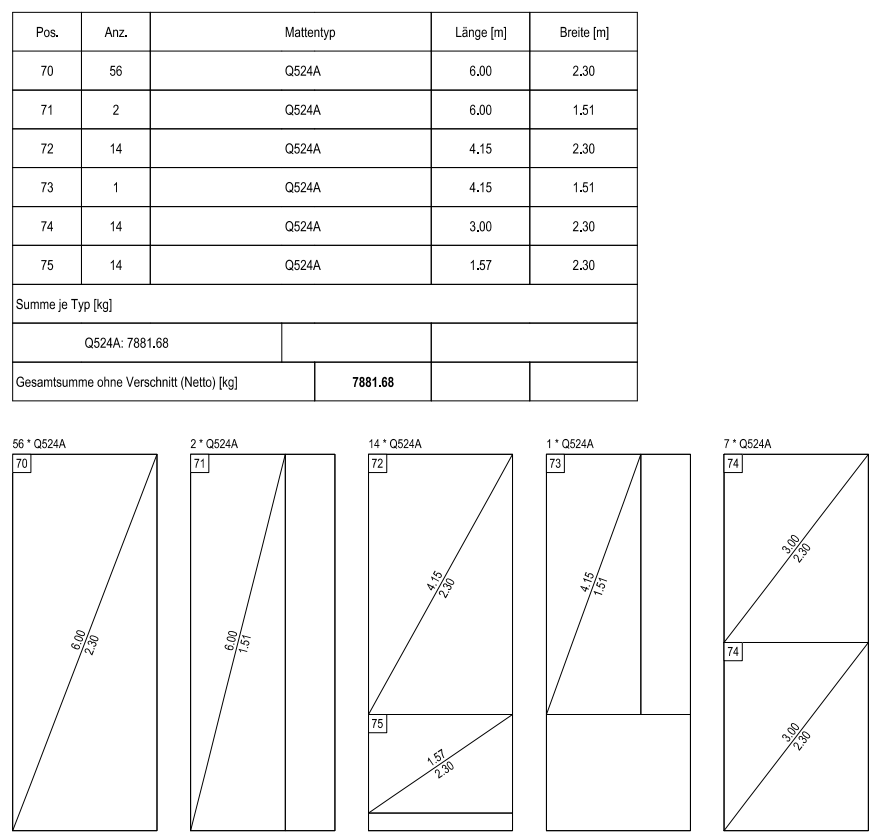 Pos. Anz. Mattentyp Länge [m] Breite [m]
70 56 Q524A 6.00 2.30
71 2 Q524A 6.00 1.51
72 14 Q524A 4.15 2.30
73 1 Q524A 4.15 1.51
74 14 Q524A 3.00 2.30
75 14 Q524A 1.57 2.30
Summe je Typ [kg]
Q524A: 7881.68
Gesamtsumme ohne Verschnitt (Netto) [kg] 7881.68
56 * Q524A
70
6.00
2.30
2 * Q524A
71
6.00
1.51
14 * Q524A
72
4.15
2.30
75
1.57
2.30
1 * Q524A
73
4.15
1.51
7 * Q524A
74
3.00
2.30
74
3.00
2.30